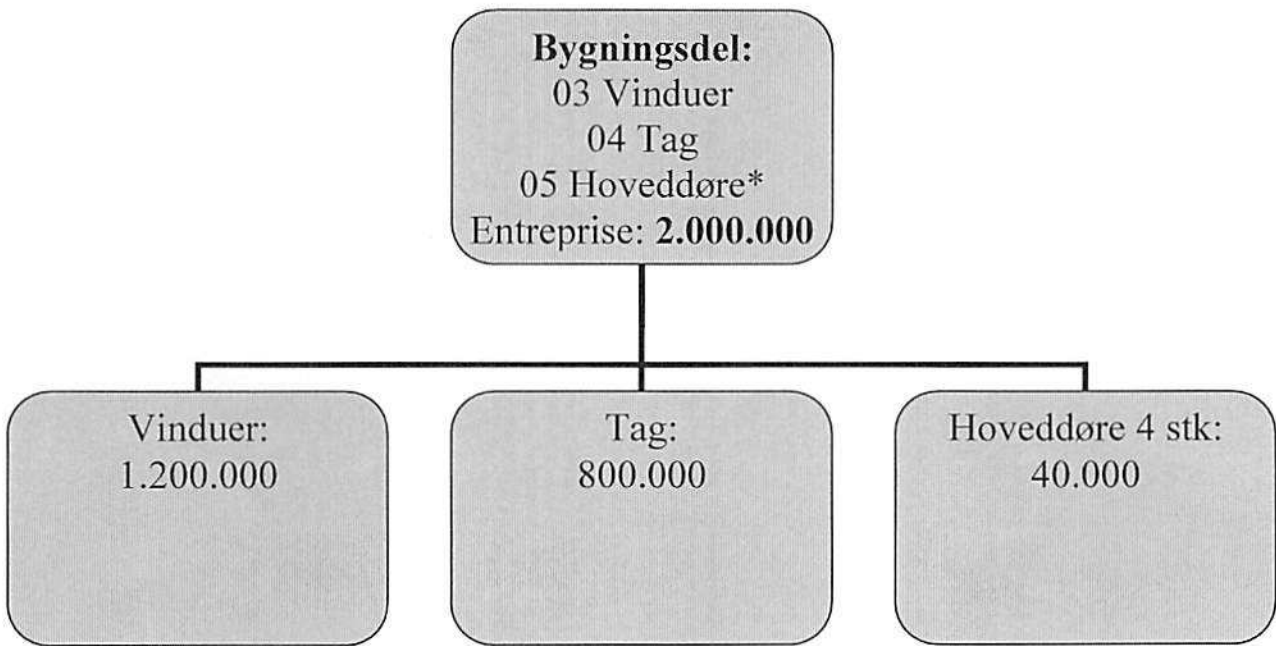 Bygningsdel:
03 Vinduer
04 Tag
05 Hoveddøre*
Entreprise: 2.000.000
Vinduer:
1.200.000
Tag:
800.000
Hoveddøre 4 stk:
40.000